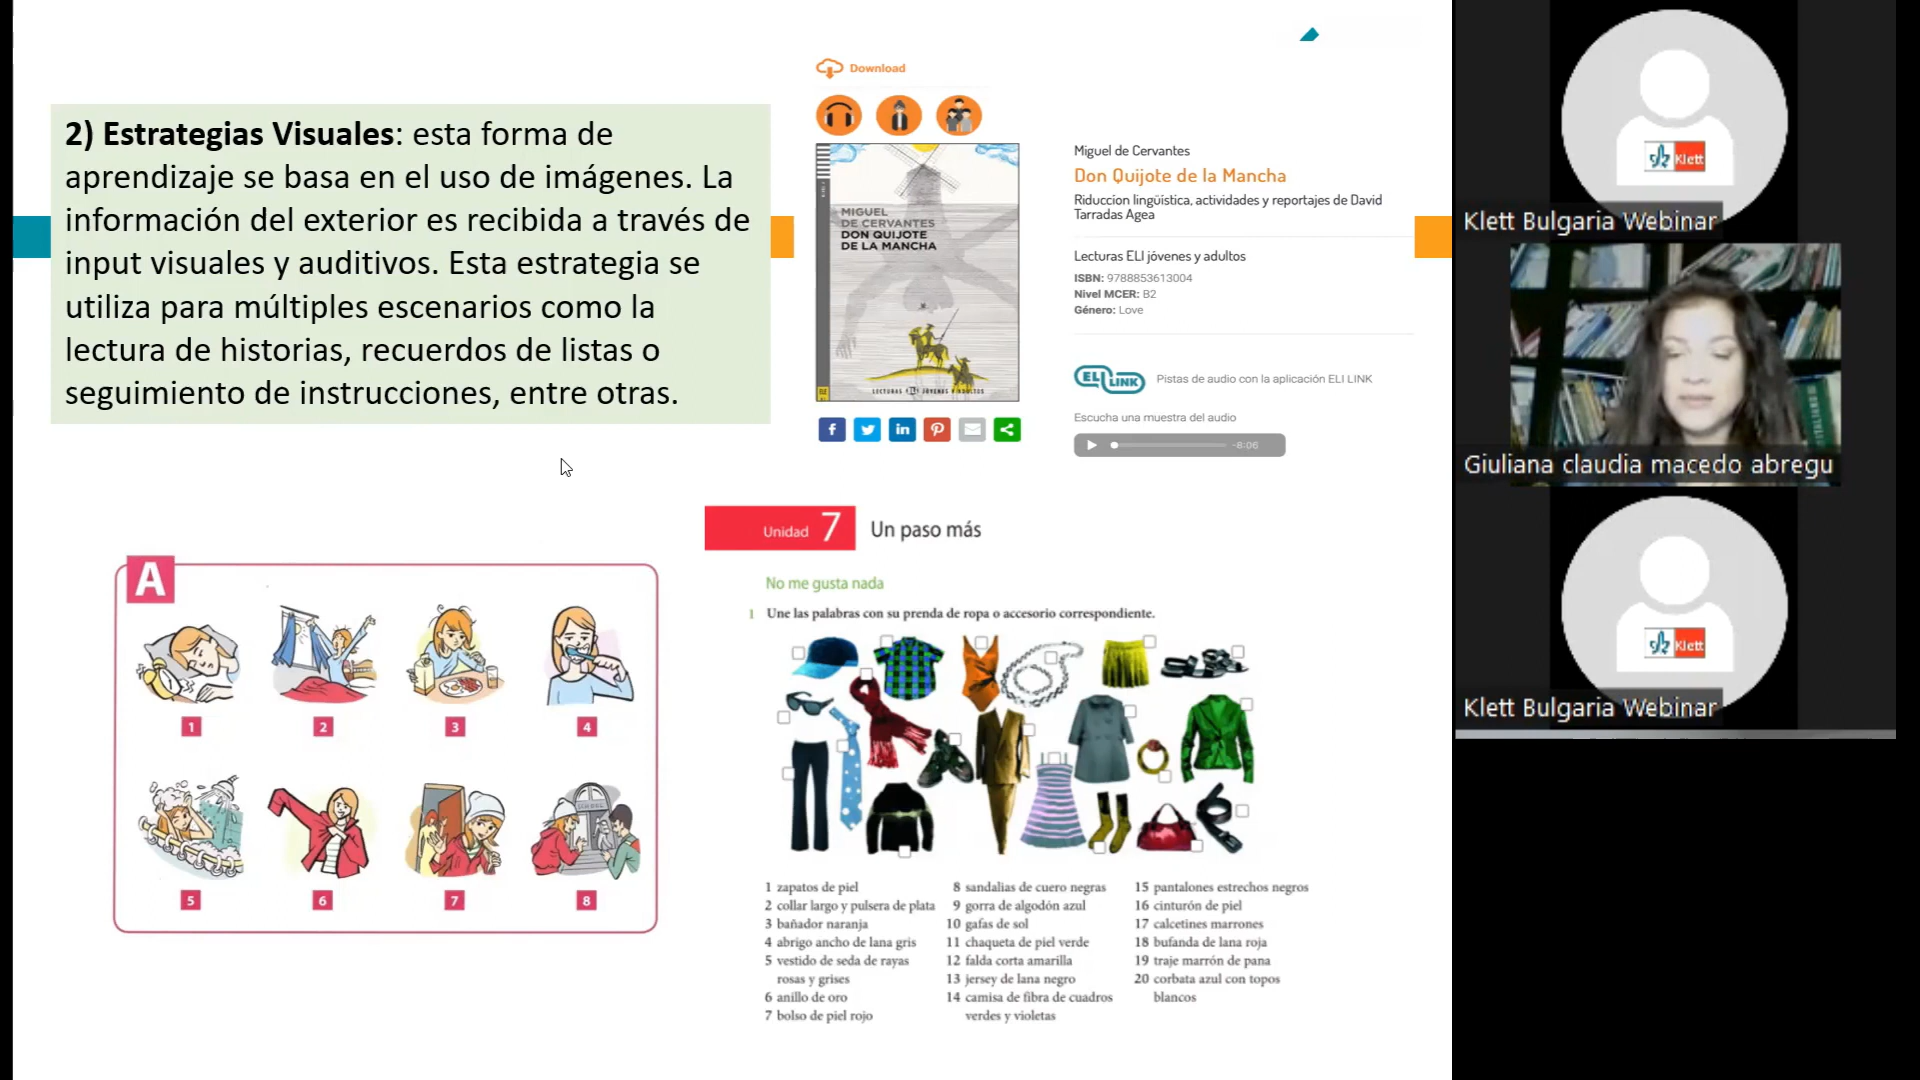 2) Estrategias Visuales: esta forma de
aprendizaje se basa en el uso de imágenes. La
información del exterior es recibida a través de
input visuales y auditivos. Esta estrategia se
utiliza para múltiples escenarios como la
lectura de historias, recuerdos de listas o
seguimiento de instrucciones, entre otras.
Download
MIGUEL
DE CERVANTES
DON QUIJOTE
DE LA MANCHA
LECTURAS ELI JÓVENES Y ADULTOS
Miguel de Cervantes
Don Quijote de la Mancha
Riduccion lingüística, actividades y reportajes de David
Tarradas Agea
Lecturas ELI jóvenes y adultos
ISBN: 9788853613004
Nivel MCER: B2
Género: Love
ELI LINK
Pistas de audio con la aplicación ELI LINK
Escucha una muestra del audio
-8:06
A
1 2 3 4
5 6 7 8
Unidad 7 Un paso más
No me gusta nada
1 Une las palabras con su prenda de ropa o accesorio correspondiente.
1 zapatos de piel
2 collar largo y pulsera de plata
3 bañador naranja
4 abrigo ancho de lana gris
5 vestido de seda de rayas
rosas y grises
6 anillo de oro
7 bolso de piel rojo
8 sandalias de cuero negras
9 gorra de algodón azul
10 gafas de sol
11 chaqueta de piel verde
12 falda corta amarilla
13 jersey de lana negro
14 camisa de fibra de cuadros
verdes y violetas
15 pantalones estrechos negros
16 cinturón de piel
17 calcetines marrones
18 bufanda de lana roja
19 traje marrón de pana
20 corbata azul con topos
blancos
Klett
Klett Bulgaria Webinar
Giuliana claudia macedo abregu
Klett
Klett Bulgaria Webinar